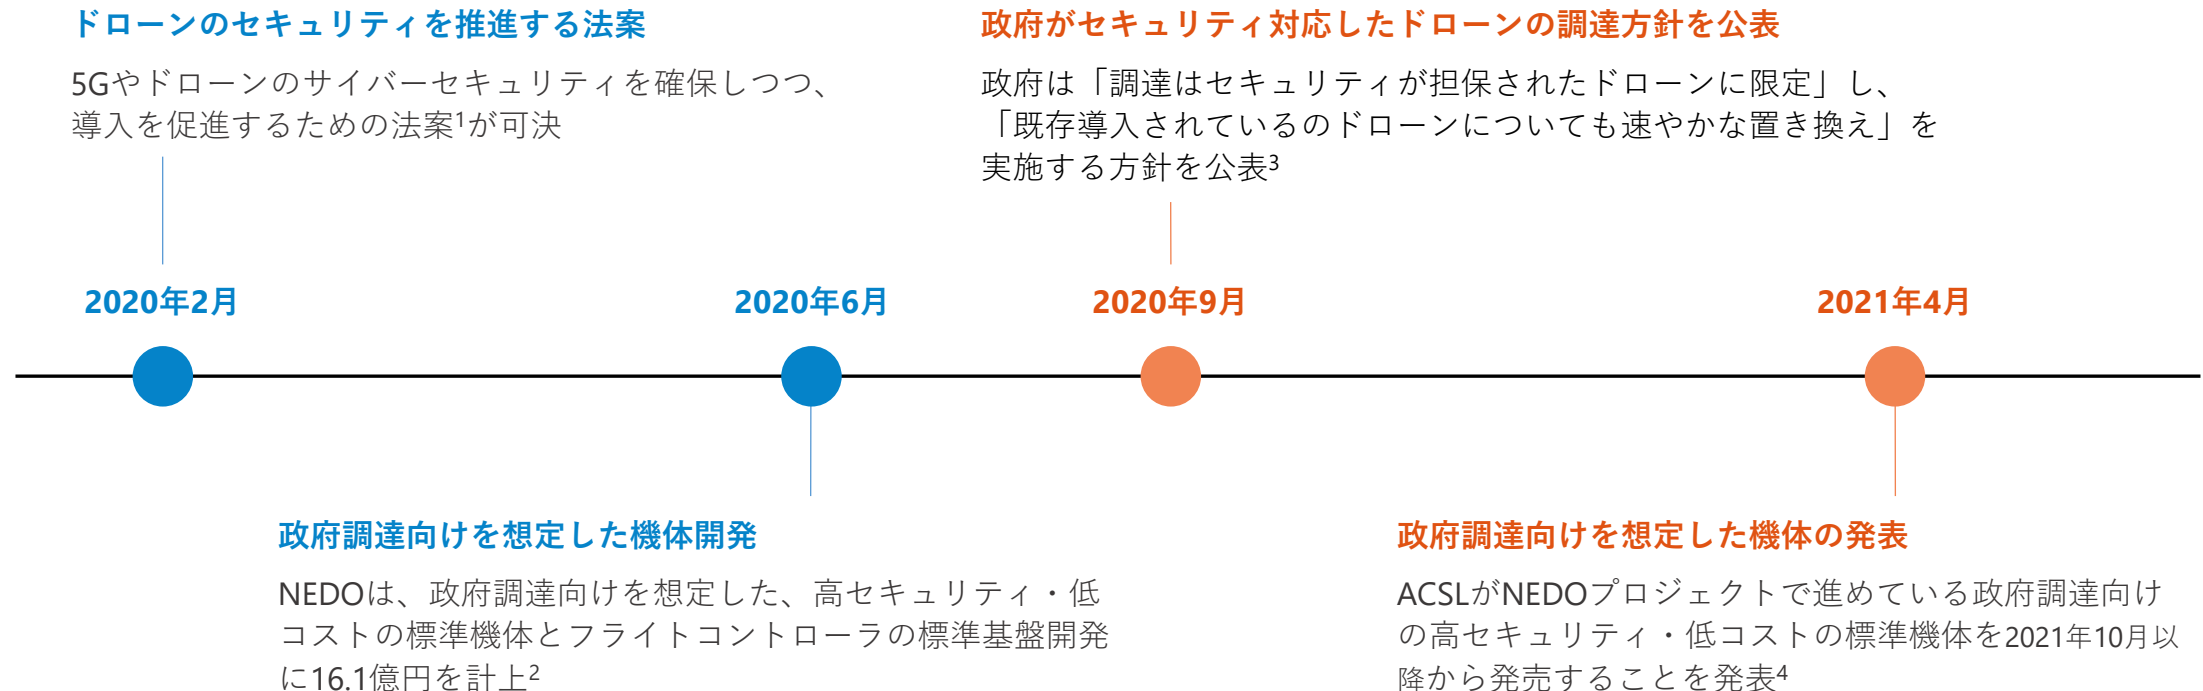 ドローンのセキュリティを推進する法案
5Gやドローンのサイバーセキュリティを確保しつつ、
導入を促進するための法案1が可決
政府がセキュリティ対応したドローンの調達方針を公表
政府は「調達はセキュリティが担保されたドローンに限定」し、
「既存導入されているのドローンについても速やかな置き換え」を
実施する方針を公表3
2020年2月
2020年6月
2020年9月
2021年4月
政府調達向けを想定した機体開発
NEDOは、政府調達向けを想定した、高セキュリティ・低
コストの標準機体とフライトコントローラの標準基盤開発
に16.1億円を計上2
政府調達向けを想定した機体の発表
ACSLがNEDOプロジェクトで進めている政府調達向け
の高セキュリティ・低コストの標準機体を2021年10月以
降から発売することを発表4